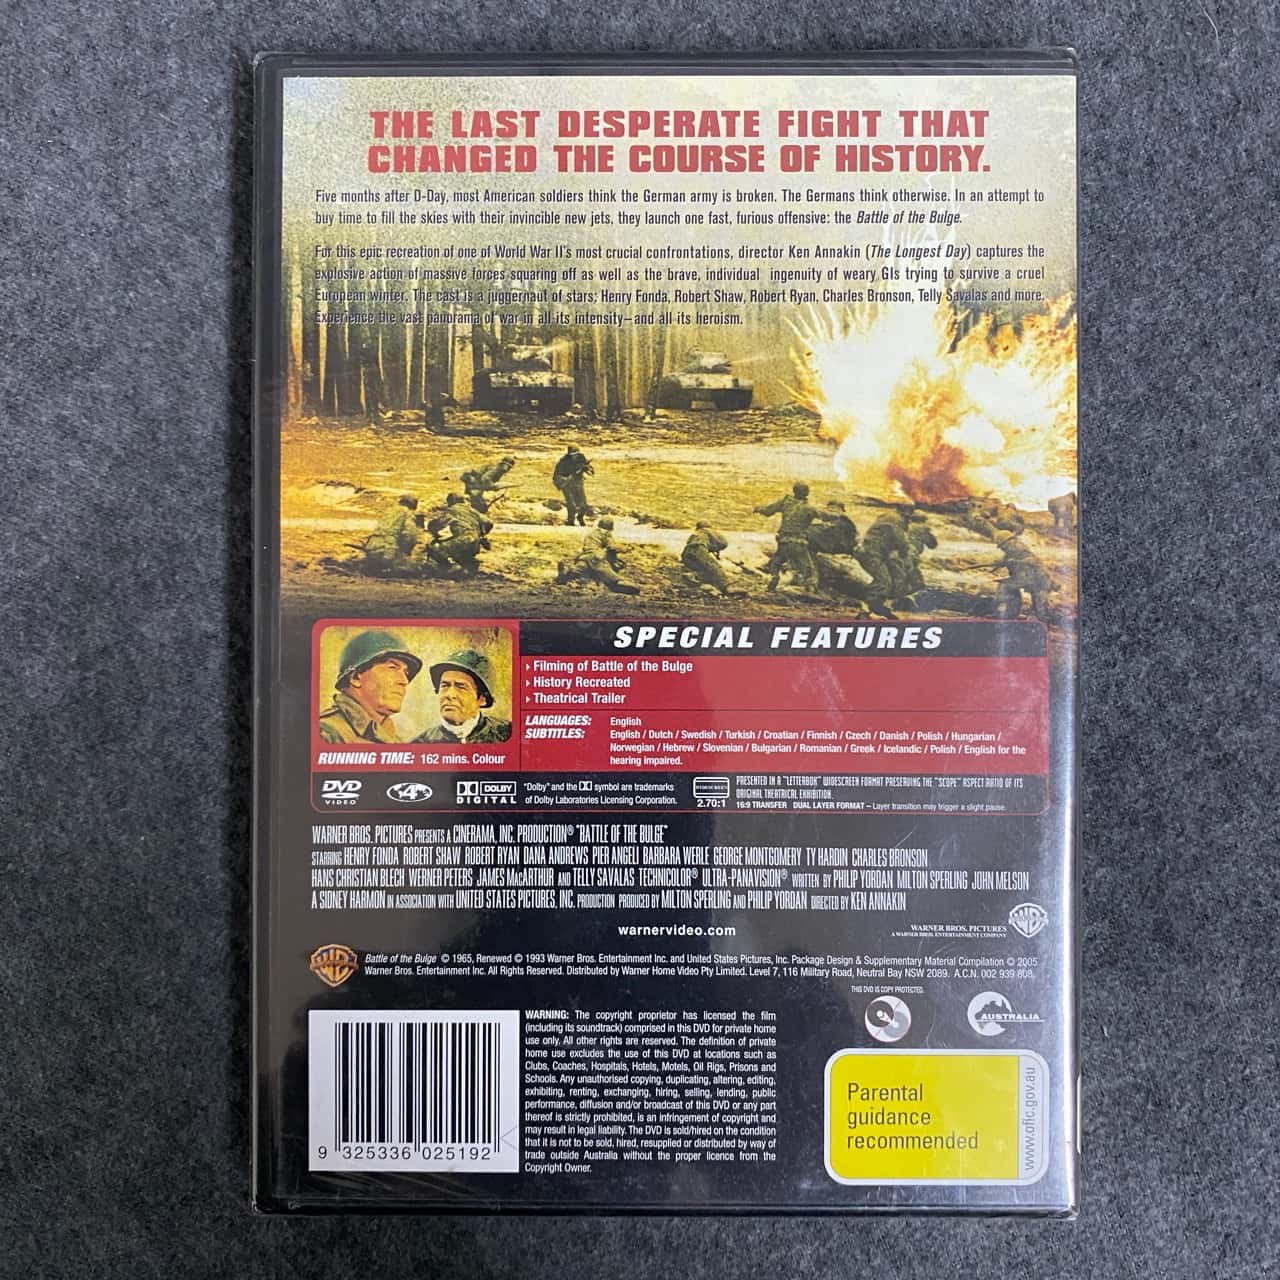 THE LAST DESPERATE FIGHT THAT
CHANGED THE COURSE OF HISTORY.
Five months after D-Day, most American soldiers think the German army is broken. The Germans think otherwise. In an attempt to
buy time to fill the skies with their invincible new jets, they launch one fast, furious offensive: the Battle of the Bulge.
For this epic recreation of one of World War II's most crucial confrontations, director Ken Annakin (The Longest Day) captures the
explosive action of massive forces squaring off as well as the brave, individual ingenuity of weary GIs trying to survive a cruel
European winter. The cast is a juggernaut of stars: Henry Fonda, Robert Shaw, Robert Ryan, Charles Bronson, Telly Savalas and more.
Experience the vast panorama of war in all its intensity–and all its heroism.
SPECIAL FEATURES
Filming of Battle of the Bulge
History Recreated
Theatrical Trailer
LANGUAGES: English
SUBTITLES: English / Dutch / Swedish / Turkish / Croatian / Finnish / Czech / Danish / Polish / Hungarian /
Norwegian / Hebrew / Slovenian / Bulgarian / Romanian / Greek / Icelandic / Polish / English for the
hearing impaired.
RUNNING TIME: 162 mins. Colour
DVD VIDEO
4
DOLBY DIGITAL
"Dolby" and the DD symbol are trademarks
of Dolby Laboratories Licensing Corporation.
WIDESCREEN
2.70:1
PRESENTED IN A "LETTERBOX" WIDESCREEN FORMAT PRESERVING THE "SCOPE" ASPECT RATIO OF ITS
ORIGINAL THEATRICAL EXHIBITION.
16:9 TRANSFER DUAL LAYER FORMAT – Layer transition may trigger a slight pause.
WARNER BROS. PICTURES PRESENTS A CINERAMA, INC. PRODUCTION® "BATTLE OF THE BULGE"
STARRING HENRY FONDA ROBERT SHAW ROBERT RYAN DANA ANDREWS PIER ANGELI BARBARA WERLE GEORGE MONTGOMERY TY HARDIN CHARLES BRONSON
HANS CHRISTIAN BLECH WERNER PETERS JAMES MacARTHUR AND TELLY SAVALAS TECHNICOLOR® ULTRA-PANAVISION® WRITTEN BY PHILIP YORDAN MILTON SPERLING JOHN MELSON
A SIDNEY HARMON IN ASSOCIATION WITH UNITED STATES PICTURES, INC. PRODUCTION PRODUCED BY MILTON SPERLING AND PHILIP YORDAN DIRECTED BY KEN ANNAKIN
warnervideo.com
WARNER BROS. PICTURES
A WARNER BROS. ENTERTAINMENT COMPANY
WB
WB
Battle of the Bulge © 1965, Renewed © 1993 Warner Bros. Entertainment Inc. and United States Pictures, Inc. Package Design & Supplementary Material Compilation © 2005
Warner Bros. Entertainment Inc. All Rights Reserved. Distributed by Warner Home Video Pty Limited. Level 7, 116 Military Road, Neutral Bay NSW 2089. A.C.N. 002 939 808.
THIS DVD IS COPY PROTECTED.
AUSTRALIA
WARNING: The copyright proprietor has licensed the film
(including its soundtrack) comprised in this DVD for private home
use only. All other rights are reserved. The definition of private
home use excludes the use of this DVD at locations such as
Clubs, Coaches, Hospitals, Hotels, Motels, Oil Rigs, Prisons and
Schools. Any unauthorised copying, duplicating, altering, editing,
exhibiting, renting, exchanging, hiring, selling, lending, public
performance, diffusion and/or broadcast of this DVD or any part
thereof is strictly prohibited, is an infringement of copyright and
may result in legal liability. The DVD is sold/hired on the condition
that it is not to be sold, hired, resupplied or distributed by way of
trade outside Australia without the proper licence from the
Copyright Owner.
9 325336 025192
Parental
guidance
recommended
www.oflc.gov.au